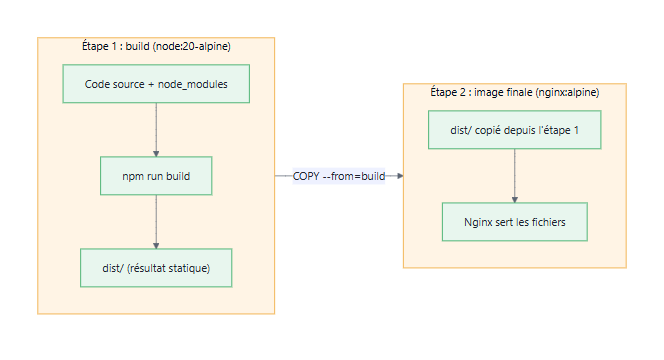 Étape 1 : build (node:20-alpine)
Code source + node_modules
npm run build
dist/ (résultat statique)
COPY --from=build
Étape 2 : image finale (nginx:alpine)
dist/ copié depuis l'étape 1
Nginx sert les fichiers